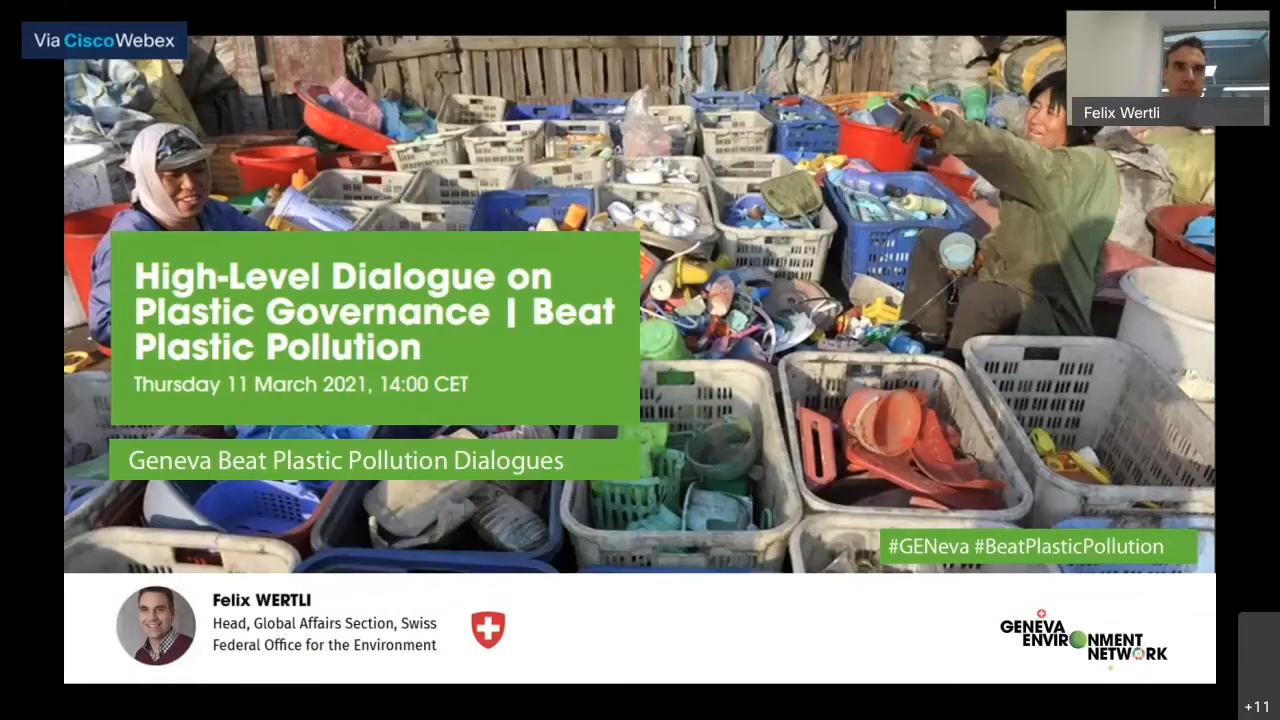 Via CiscoWebex
Felix Wertli
High-Level Dialogue on
Plastic Governance | Beat
Plastic Pollution
Thursday 11 March 2021, 14:00 CET
Geneva Beat Plastic Pollution Dialogues
#GENeva #BeatPlasticPollution
Felix WERTLI
Head, Global Affairs Section, Swiss
Federal Office for the Environment
GENEVA
ENVIRONMENT
NETWORK
+11